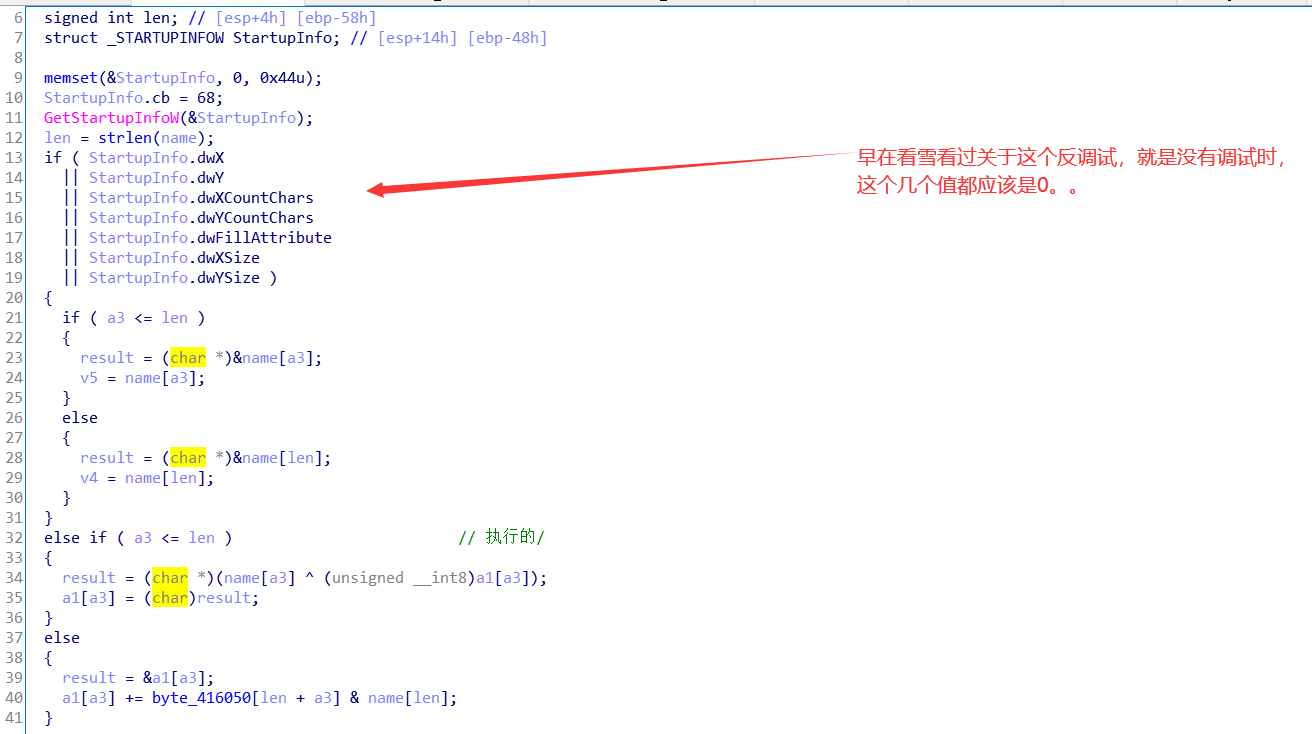 6 signed int len; // [esp+4h] [ebp-58h]
7 struct _STARTUPINFOW StartupInfo; // [esp+14h] [ebp-48h]
8
9 memset(&StartupInfo, 0, 0x44u);
10 StartupInfo.cb = 68;
11 GetStartupInfoW(&StartupInfo);
12 len = strlen(name);
13 if ( StartupInfo.dwX
14 || StartupInfo.dwY
15 || StartupInfo.dwXCountChars
16 || StartupInfo.dwYCountChars
17 || StartupInfo.dwFillAttribute
18 || StartupInfo.dwXSize
19 || StartupInfo.dwYSize )
早在看雪看过关于这个反调试，就是没有调试时，
这个几个值都应该是0。。
20 {
21 if ( a3 <= len )
22 {
23 result = (char *)&name[a3];
24 v5 = name[a3];
25 }
26 else
27 {
28 result = (char *)&name[len];
29 v4 = name[len];
30 }
31 }
32 else if ( a3 <= len ) // 执行的/
33 {
34 result = (char *)(name[a3] ^ (unsigned __int8)a1[a3]);
35 a1[a3] = (char)result;
36 }
37 else
38 {
39 result = &a1[a3];
40 a1[a3] += byte_416050[len + a3] & name[len];
41 }